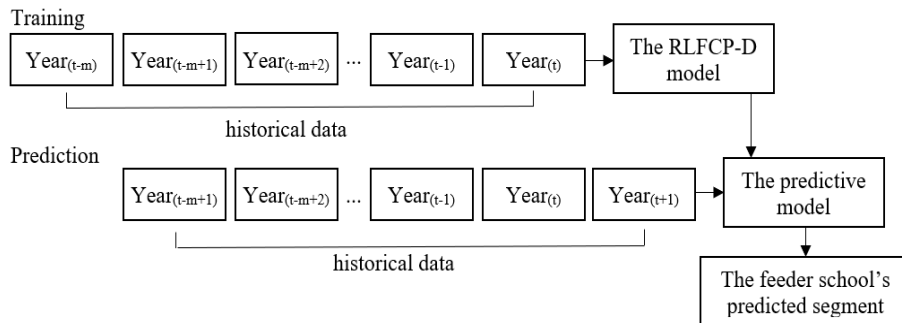 Training
Year(t-m) Year(t-m+1) Year(t-m+2) ... Year(t-1) Year(t)
The RLFCP-D
model
historical data
Prediction
Year(t-m+1) Year(t-m+2) ... Year(t-1) Year(t) Year(t+1)
The predictive
model
historical data
The feeder school's
predicted segment